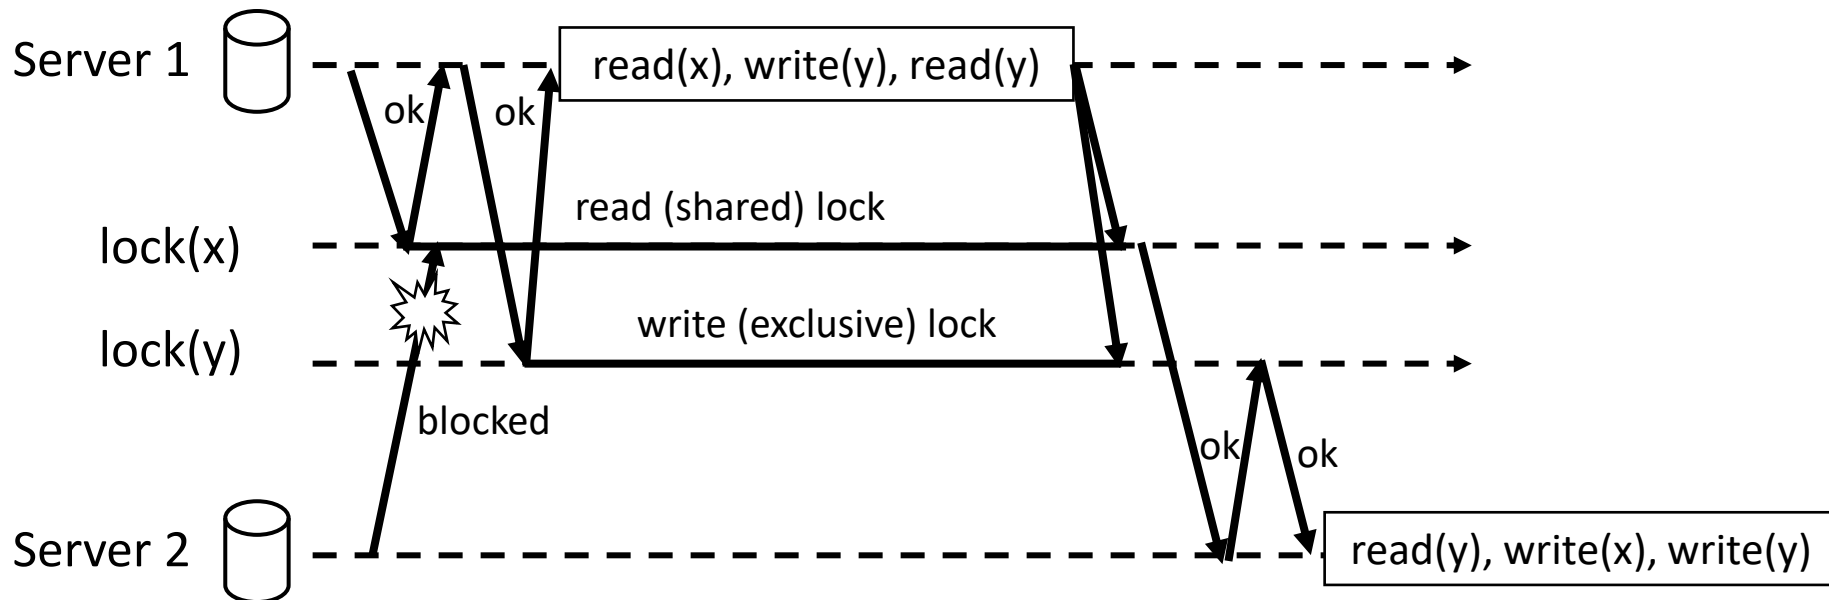 Server 1
read(x), write(y), read(y)
ok
ok
read (shared) lock
lock(x)
write (exclusive) lock
lock(y)
blocked
ok
ok
Server 2
read(y), write(x), write(y)